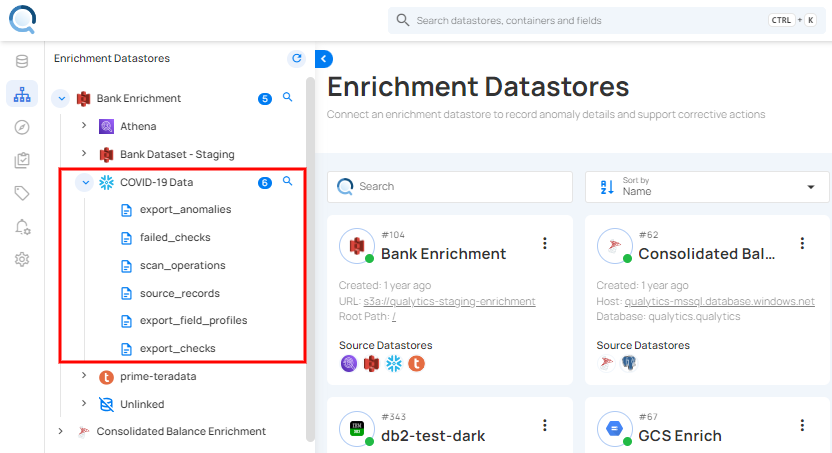 Search datastores, containers and fields
CTRL + K
Enrichment Datastores
Bank Enrichment 5
Athena
Bank Dataset - Staging
COVID-19 Data 6
export_anomalies
failed_checks
scan_operations
source_records
export_field_profiles
export_checks
prime-teradata
Unlinked
Consolidated Balance Enrichment
Enrichment Datastores
Connect an enrichment datastore to record anomaly details and support corrective actions
Search
Sort by
Name
#104
Bank Enrichment
Created: 1 year ago
URL: s3a://qualytics-staging-enrichment
Root Path: /
Source Datastores
#62
Consolidated Bal...
Created: 1 year ago
Host: qualytics-mssql.database.windows.net
Database: qualytics.qualytics
Source Datastores
#343
db2-test-dark
#67
GCS Enrich